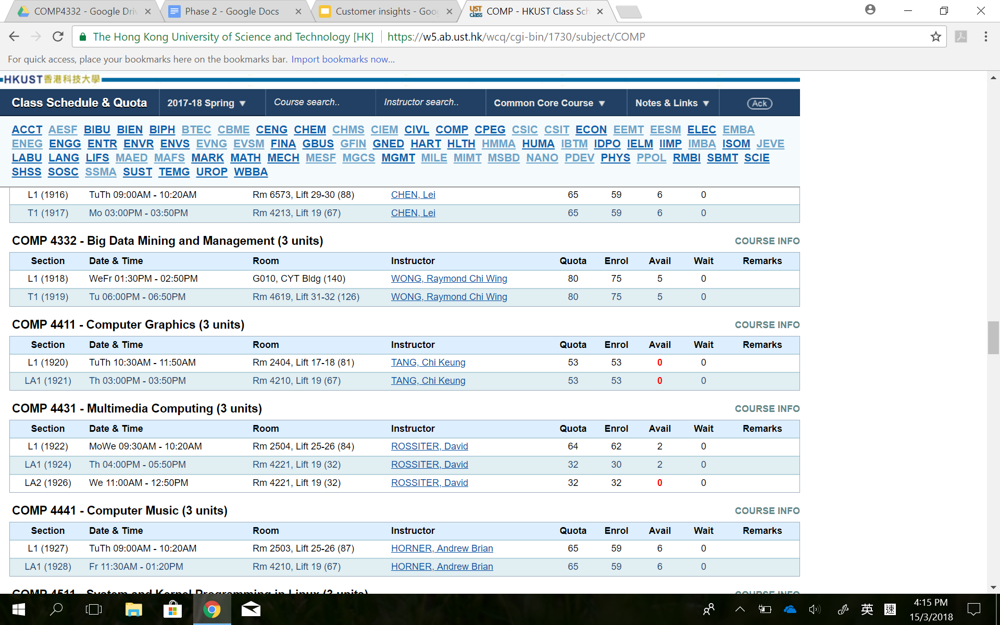 COMP4332 - Google Dri
Phase 2 - Google Docs
Customer insights - Goo
COMP - HKUST Class Sch
The Hong Kong University of Science and Technology [HK] https://w5.ab.ust.hk/wcq/cgi-bin/1730/subject/COMP
For quick access, place your bookmarks here on the bookmarks bar. Import bookmarks now...
HKUST香港科技大學
Class Schedule & Quota 2017-18 Spring Course search.. Instructor search.. Common Core Course Notes & Links Ack
ACCT AESF BIBU BIEN BIPH BTEC CBME CENG CHEM CHMS CIEM CIVL COMP CPEG CSIC CSIT ECON EEMT EESM ELEC EMBA
ENEG ENGG ENTR ENVR ENVS EVNG EVSM FINA GBUS GFIN GNED HART HLTH HMMA HUMA IBTM IDPO IELM IIMP IMBA ISOM JEVE
LABU LANG LIFS MAED MAFS MARK MATH MECH MESF MGCS MGMT MILE MIMT MSBD NANO PDEV PHYS PPOL RMBI SBMT SCIE
SHSS SOSC SSMA SUST TEMG UROP WBBA
L1 (1916) TuTh 09:00AM - 10:20AM Rm 6573, Lift 29-30 (88) CHEN, Lei 65 59 6 0
T1 (1917) Mo 03:00PM - 03:50PM Rm 4213, Lift 19 (67) CHEN, Lei 65 59 6 0
COMP 4332 - Big Data Mining and Management (3 units) COURSE INFO
Section Date & Time Room Instructor Quota Enrol Avail Wait Remarks
L1 (1918) WeFr 01:30PM - 02:50PM G010, CYT Bldg (140) WONG, Raymond Chi Wing 80 75 5 0
T1 (1919) Tu 06:00PM - 06:50PM Rm 4619, Lift 31-32 (126) WONG, Raymond Chi Wing 80 75 5 0
COMP 4411 - Computer Graphics (3 units) COURSE INFO
Section Date & Time Room Instructor Quota Enrol Avail Wait Remarks
L1 (1920) TuTh 10:30AM - 11:50AM Rm 2404, Lift 17-18 (81) TANG, Chi Keung 53 53 0 0
LA1 (1921) Th 03:00PM - 03:50PM Rm 4210, Lift 19 (67) TANG, Chi Keung 53 53 0 0
COMP 4431 - Multimedia Computing (3 units) COURSE INFO
Section Date & Time Room Instructor Quota Enrol Avail Wait Remarks
L1 (1922) MoWe 09:30AM - 10:20AM Rm 2504, Lift 25-26 (84) ROSSITER, David 64 62 2 0
LA1 (1924) Th 04:00PM - 05:50PM Rm 4221, Lift 19 (32) ROSSITER, David 32 30 2 0
LA2 (1926) We 11:00AM - 12:50PM Rm 4221, Lift 19 (32) ROSSITER, David 32 32 0 0
COMP 4441 - Computer Music (3 units) COURSE INFO
Section Date & Time Room Instructor Quota Enrol Avail Wait Remarks
L1 (1927) TuTh 09:00AM - 10:20AM Rm 2503, Lift 25-26 (87) HORNER, Andrew Brian 65 59 6 0
LA1 (1928) Fr 11:30AM - 01:20PM Rm 4210, Lift 19 (67) HORNER, Andrew Brian 65 59 6 0
COMP 4511 - System and Kernel Programming in Linux (3 units) COURSE INFO
英 速 4:15 PM
15/3/2018